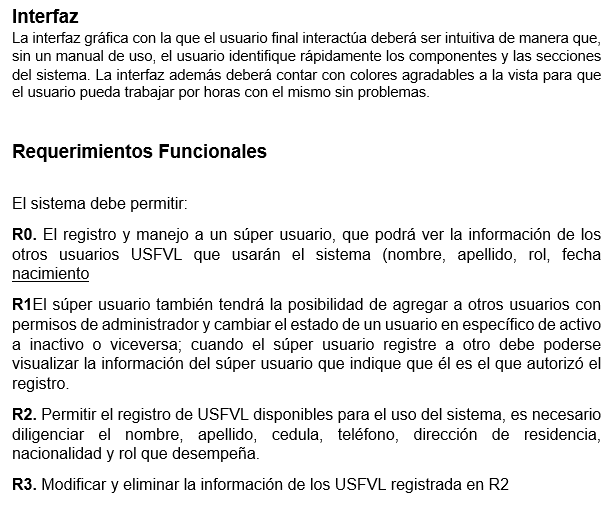 Interfaz
La interfaz gráfica con la que el usuario final interactúa deberá ser intuitiva de manera que,
sin un manual de uso, el usuario identifique rápidamente los componentes y las secciones
del sistema. La interfaz además deberá contar con colores agradables a la vista para que
el usuario pueda trabajar por horas con el mismo sin problemas.
Requerimientos Funcionales
El sistema debe permitir:
R0. El registro y manejo a un súper usuario, que podrá ver la información de los
otros usuarios USFVL que usarán el sistema (nombre, apellido, rol, fecha
nacimiento
R1El súper usuario también tendrá la posibilidad de agregar a otros usuarios con
permisos de administrador y cambiar el estado de un usuario en específico de activo
a inactivo o viceversa; cuando el súper usuario registre a otro debe poderse
visualizar la información del súper usuario que indique que él es el que autorizó el
registro.
R2. Permitir el registro de USFVL disponibles para el uso del sistema, es necesario
diligenciar el nombre, apellido, cedula, teléfono, dirección de residencia,
nacionalidad y rol que desempeña.
R3. Modificar y eliminar la información de los USFVL registrada en R2